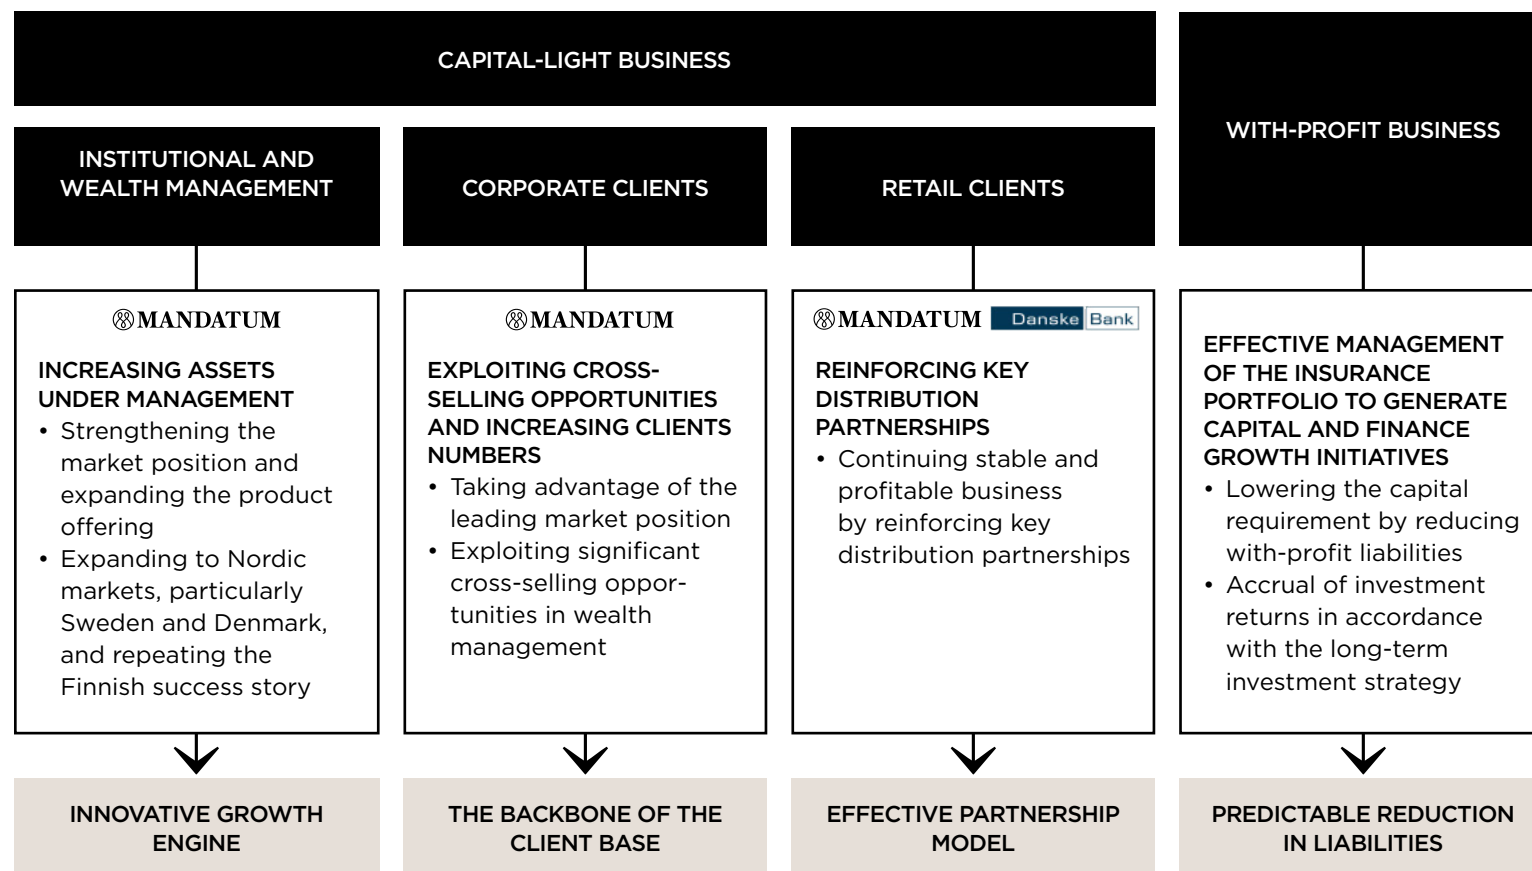 CAPITAL-LIGHT BUSINESS
WITH-PROFIT BUSINESS
INSTITUTIONAL AND
WEALTH MANAGEMENT
CORPORATE CLIENTS
RETAIL CLIENTS
MANDATUM
INCREASING ASSETS
UNDER MANAGEMENT
• Strengthening the
market position and
expanding the product
offering
• Expanding to Nordic
markets, particularly
Sweden and Denmark,
and repeating the
Finnish success story
INNOVATIVE GROWTH
ENGINE
MANDATUM
EXPLOITING CROSS-
SELLING OPPORTUNITIES
AND INCREASING CLIENTS
NUMBERS
• Taking advantage of the
leading market position
• Exploiting significant
cross-selling oppor-
tunities in wealth
management
THE BACKBONE OF THE
CLIENT BASE
MANDATUM Danske Bank
REINFORCING KEY
DISTRIBUTION
PARTNERSHIPS
• Continuing stable and
profitable business
by reinforcing key
distribution partnerships
EFFECTIVE PARTNERSHIP
MODEL
EFFECTIVE MANAGEMENT
OF THE INSURANCE
PORTFOLIO TO GENERATE
CAPITAL AND FINANCE
GROWTH INITIATIVES
• Lowering the capital
requirement by reducing
with-profit liabilities
• Accrual of investment
returns in accordance
with the long-term
investment strategy
PREDICTABLE REDUCTION
IN LIABILITIES